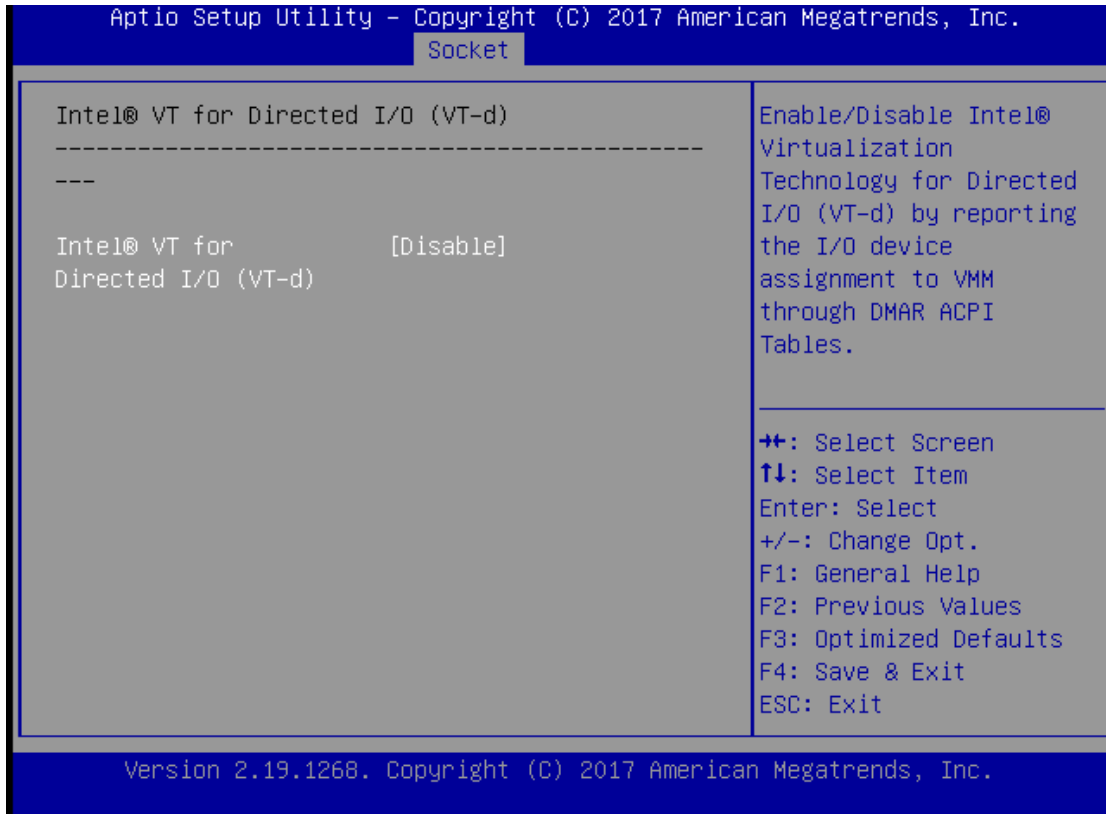 Aptio Setup Utility – Copyright (C) 2017 American Megatrends, Inc.
Socket
Intel® VT for Directed I/O (VT-d)
-----------------------------------------------
---
Intel® VT for [Disable]
Directed I/O (VT-d)
Enable/Disable Intel®
Virtualization
Technology for Directed
I/O (VT-d) by reporting
the I/O device
assignment to VMM
through DMAR ACPI
Tables.
→←: Select Screen
↑↓: Select Item
Enter: Select
+/-: Change Opt.
F1: General Help
F2: Previous Values
F3: Optimized Defaults
F4: Save & Exit
ESC: Exit
Version 2.19.1268. Copyright (C) 2017 American Megatrends, Inc.